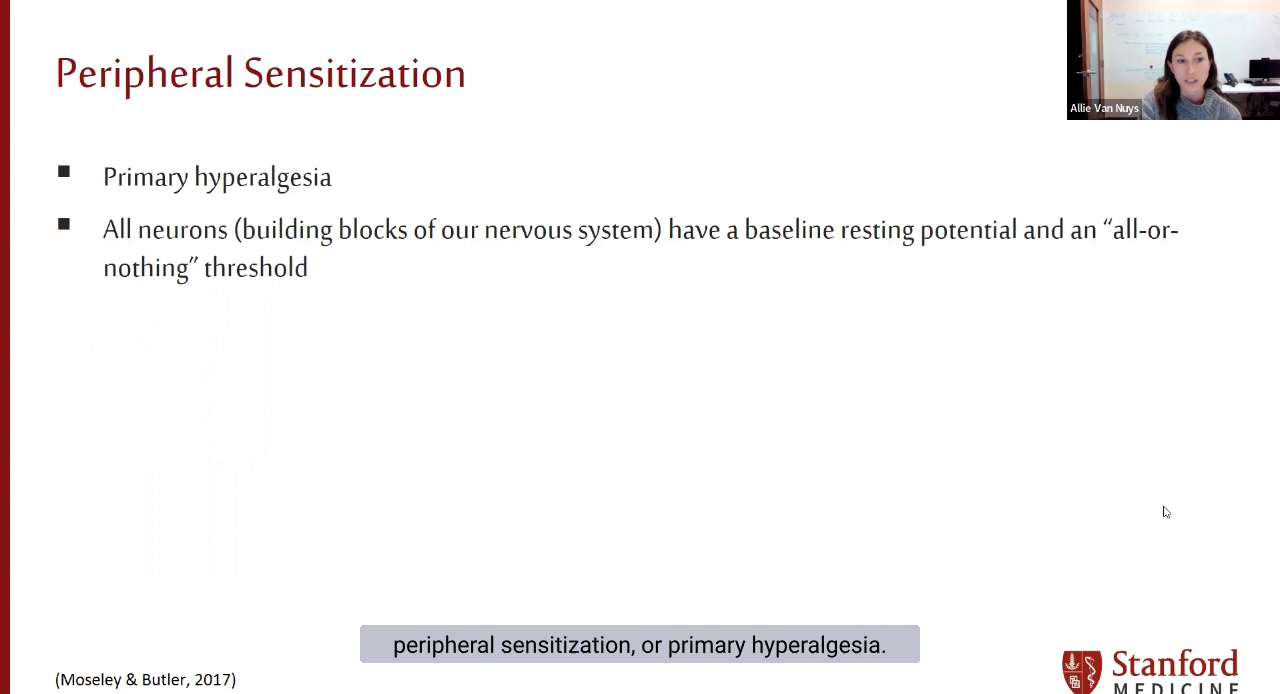 Peripheral Sensitization
Allie Van Nuys
■ Primary hyperalgesia
■ All neurons (building blocks of our nervous system) have a baseline resting potential and an “all-or-
nothing” threshold
peripheral sensitization, or primary hyperalgesia.
(Moseley & Butler, 2017)
Stanford
MEDICINE